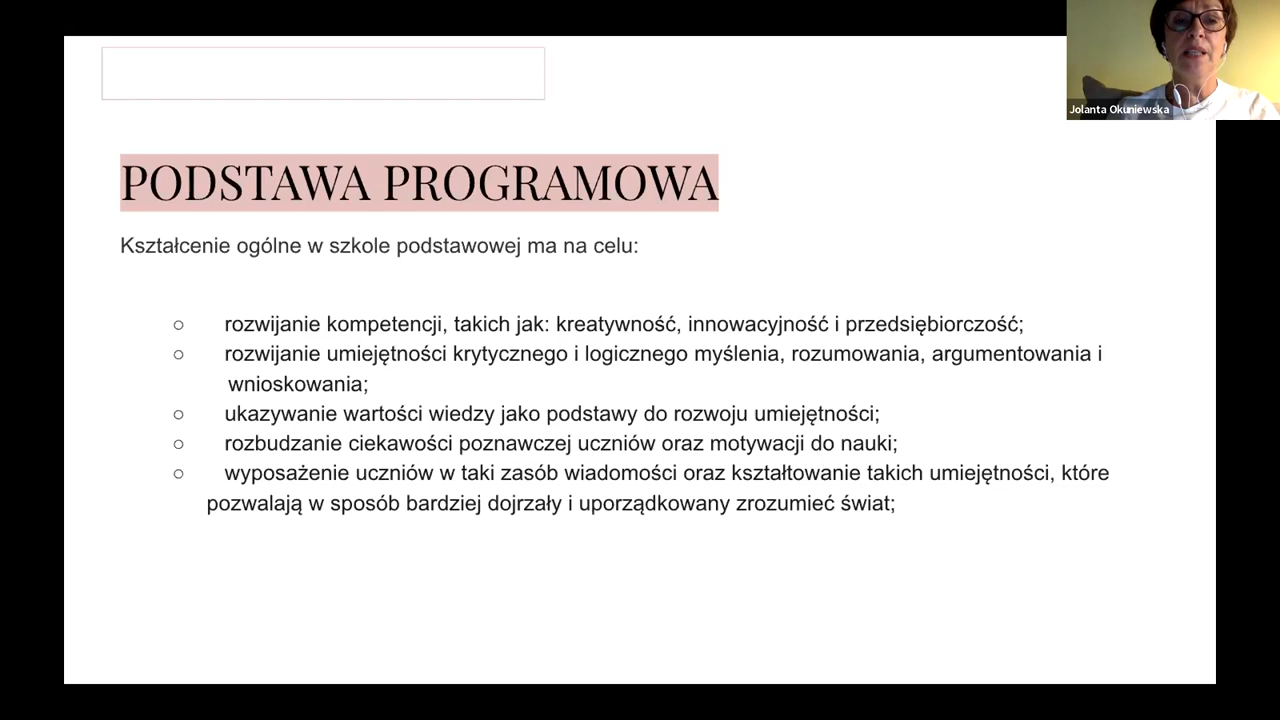 Jolanta Okuniewska
PODSTAWA PROGRAMOWA
Kształcenie ogólne w szkole podstawowej ma na celu:
○ rozwijanie kompetencji, takich jak: kreatywność, innowacyjność i przedsiębiorczość;
○ rozwijanie umiejętności krytycznego i logicznego myślenia, rozumowania, argumentowania i
wnioskowania;
○ ukazywanie wartości wiedzy jako podstawy do rozwoju umiejętności;
○ rozbudzanie ciekawości poznawczej uczniów oraz motywacji do nauki;
○ wyposażenie uczniów w taki zasób wiadomości oraz kształtowanie takich umiejętności, które
pozwalają w sposób bardziej dojrzały i uporządkowany zrozumieć świat;